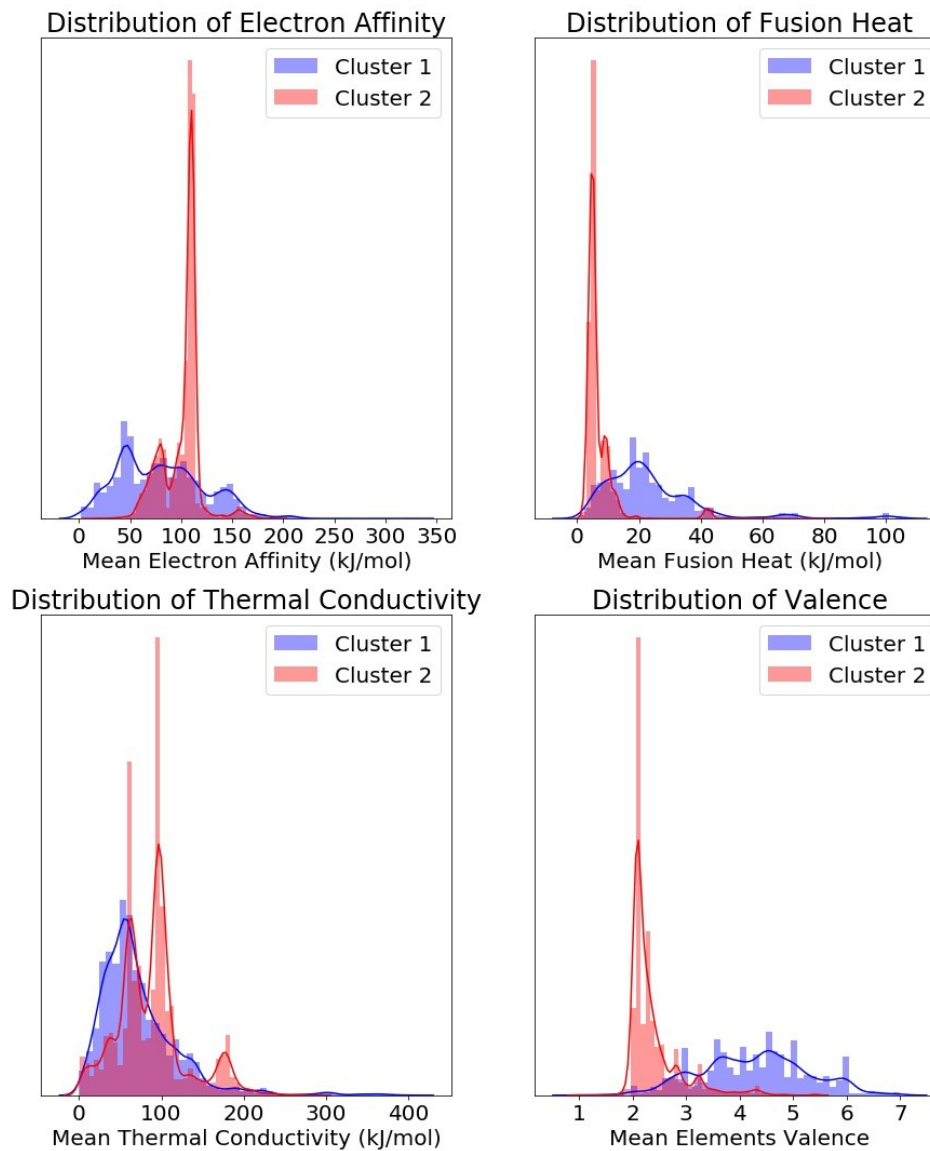 Distribution of Electron Affinity
Cluster 1
Cluster 2
0 50 100 150 200 250 300 350
Mean Electron Affinity (kJ/mol)
Distribution of Fusion Heat
Cluster 1
Cluster 2
0 20 40 60 80 100
Mean Fusion Heat (kJ/mol)
Distribution of Thermal Conductivity
Cluster 1
Cluster 2
0 100 200 300 400
Mean Thermal Conductivity (kJ/mol)
Distribution of Valence
Cluster 1
Cluster 2
1 2 3 4 5 6 7
Mean Elements Valence